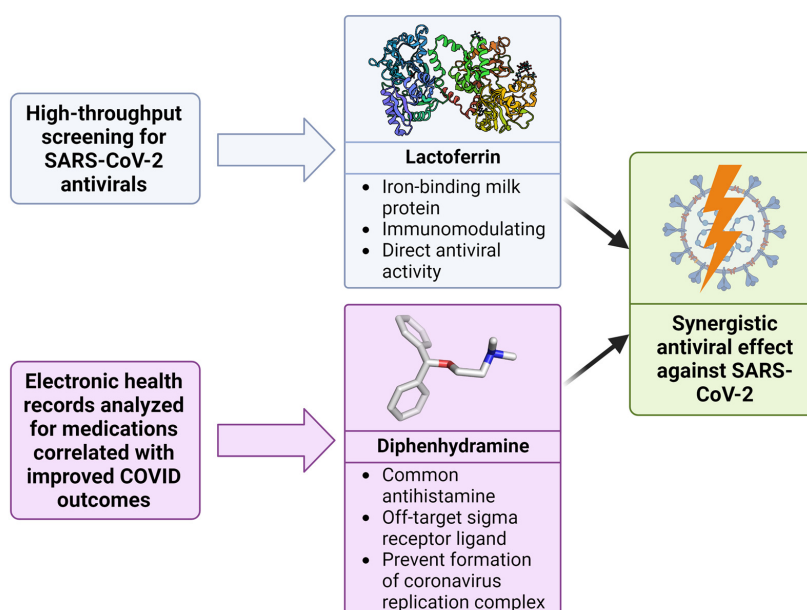 High-throughput
screening for
SARS-CoV-2
antivirals
Lactoferrin
• Iron-binding milk
protein
• Immunomodulating
• Direct antiviral
activity
Electronic health
records analyzed
for medications
correlated with
improved COVID
outcomes
Diphenhydramine
• Common
antihistamine
• Off-target sigma
receptor ligand
• Prevent formation
of coronavirus
replication complex
Synergistic
antiviral effect
against SARS-
CoV-2